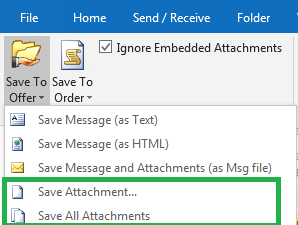 File Home Send / Receive Folder
Ignore Embedded Attachments
Save To Save To
Offer Order
Save Message (as Text)
Save Message (as HTML)
Save Message and Attachments (as Msg file)
Save Attachment...
Save All Attachments